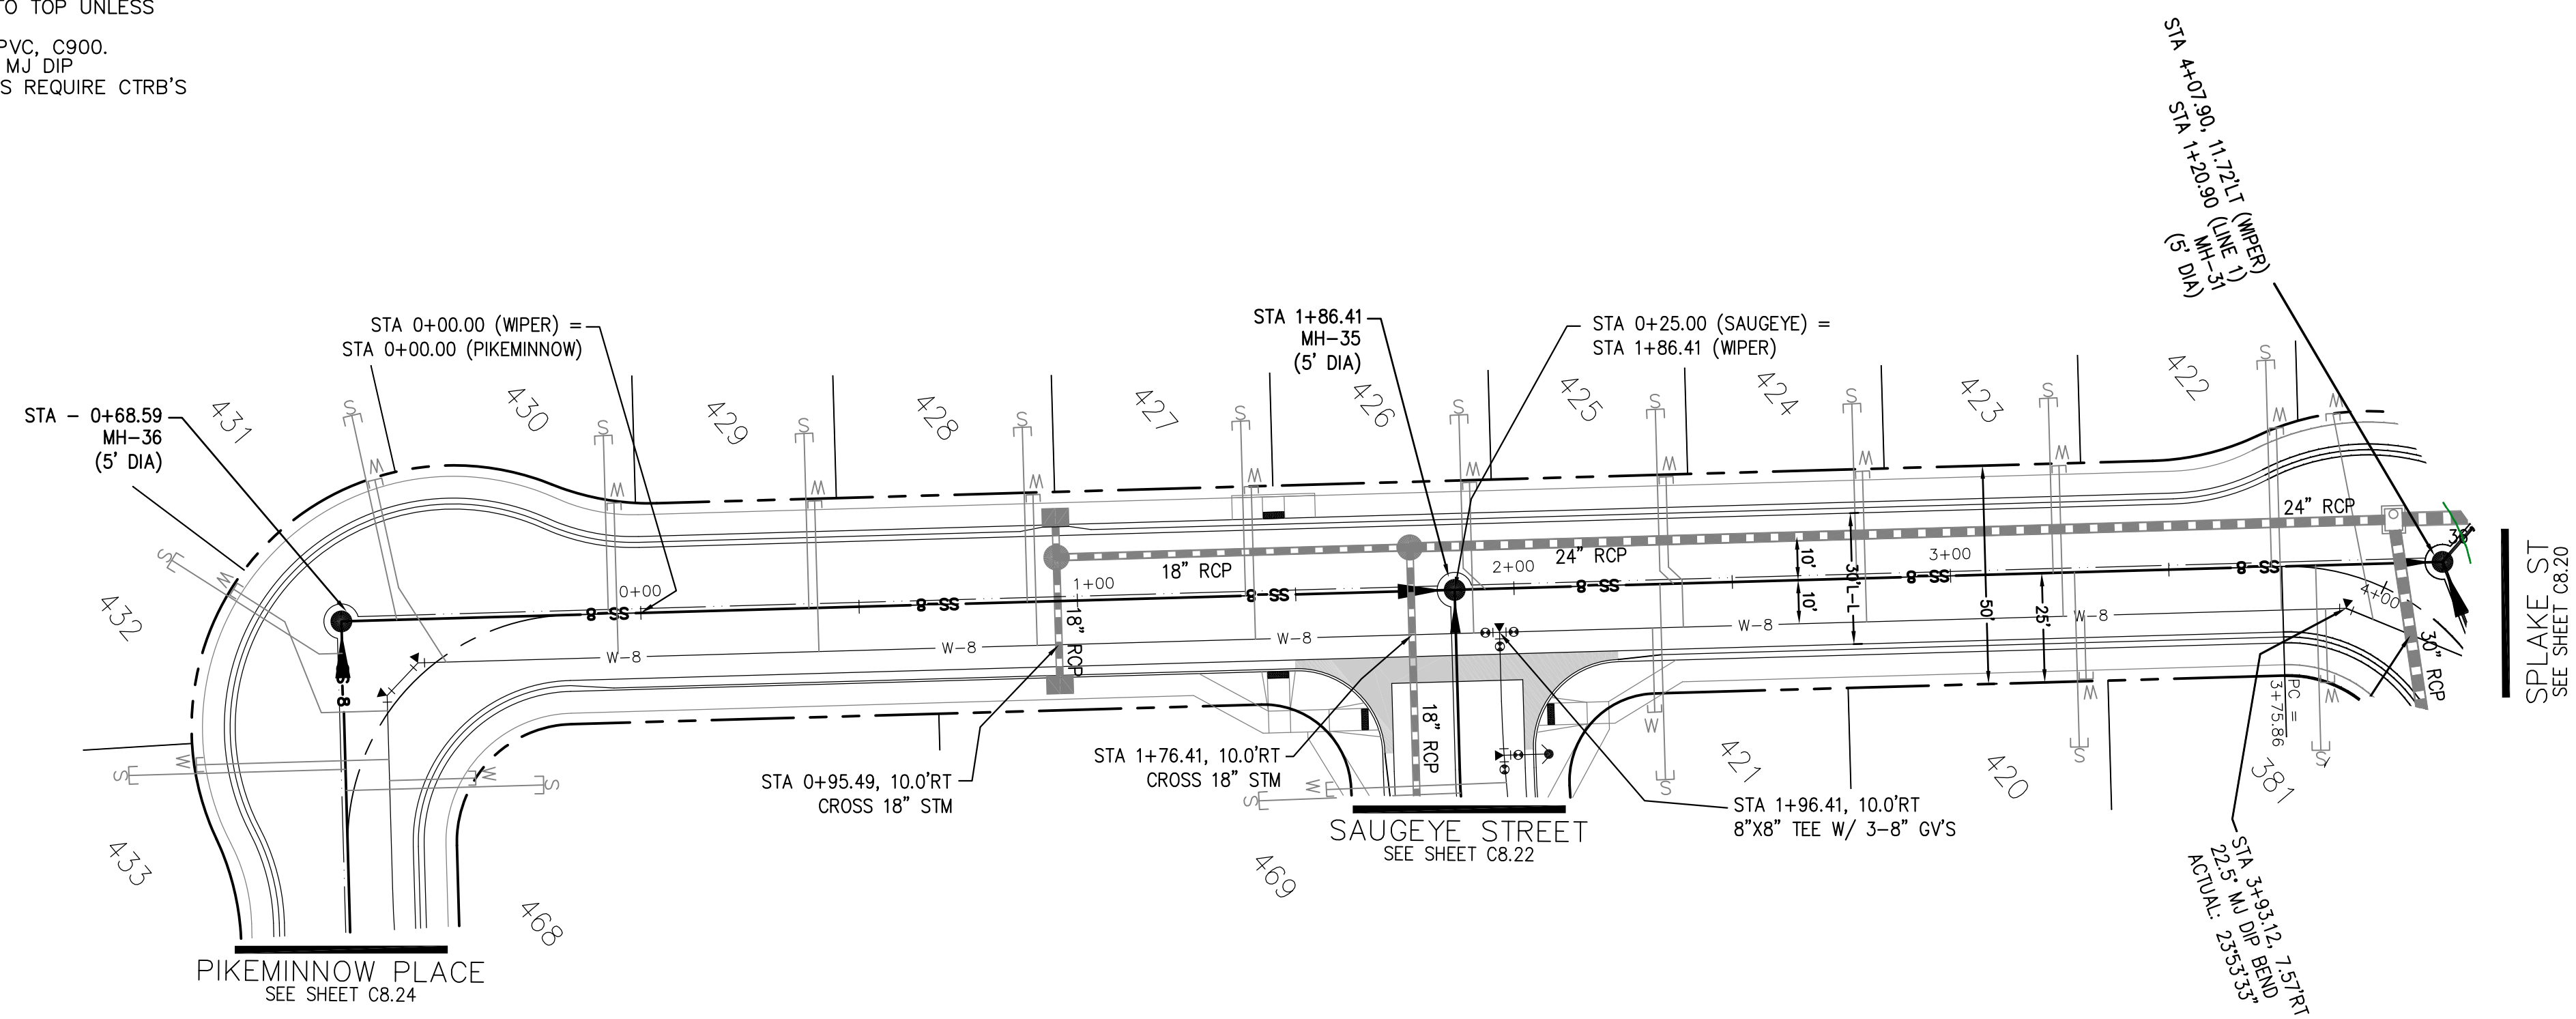 TO TOP UNLESS
PVC, C900.
MJ DIP
S REQUIRE CTRB'S
STA 4+07.90, 11.72'LT (WIPER)
STA 1+20.90 (LINE 1)
MH-31
(5' DIA)
STA 0+00.00 (WIPER) =
STA 0+00.00 (PIKEMINNOW)
STA 1+86.41
MH-35
(5' DIA)
STA 0+25.00 (SAUGEYE) =
STA 1+86.41 (WIPER)
STA - 0+68.59
MH-36
(5' DIA)
431
430
429
428
427
426
425
424
423
422
S
S
S
S
S
S
S
S
S
S
W
W
W
W
W
W
W
W
W
W
W
24" RCP
24" RCP
18" RCP
10'
10'
30'L-L
50'
25'
0+00
1+00
2+00
3+00
4+00
SS-8
SS-8
SS-8
SS-8
SS-8
SS-8
W-8
W-8
W-8
W-8
W-8
18" RCP
18" RCP
30" RCP
PC =
3+75.86
S
W
432
S
W
W
S
433
468
STA 0+95.49, 10.0'RT
CROSS 18" STM
STA 1+76.41, 10.0'RT
CROSS 18" STM
S
W
W
S
W
S
W
S
421
420
381
STA 1+96.41, 10.0'RT
8"X8" TEE W/ 3-8" GV'S
SAUGEYE STREET
SEE SHEET C8.22
469
STA 3+93.12, 7.57'RT
22.5° MJ DIP BEND
ACTUAL: 23°53'33"
SPLAKE ST
SEE SHEET C8.20
PIKEMINNOW PLACE
SEE SHEET C8.24